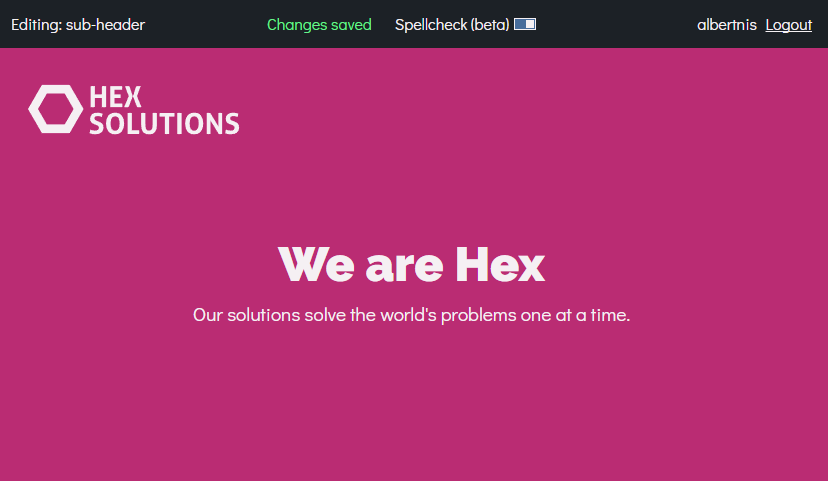 Editing: sub-header
Changes saved
Spellcheck (beta)
albertnis Logout
HEX
SOLUTIONS
We are Hex
Our solutions solve the world's problems one at a time.